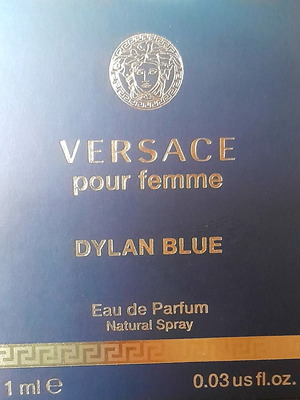 VERSACE
pour femme
DYLAN BLUE
Eau de Parfum
Natural Spray
1 ml ℮ 0.03 us fl.oz.